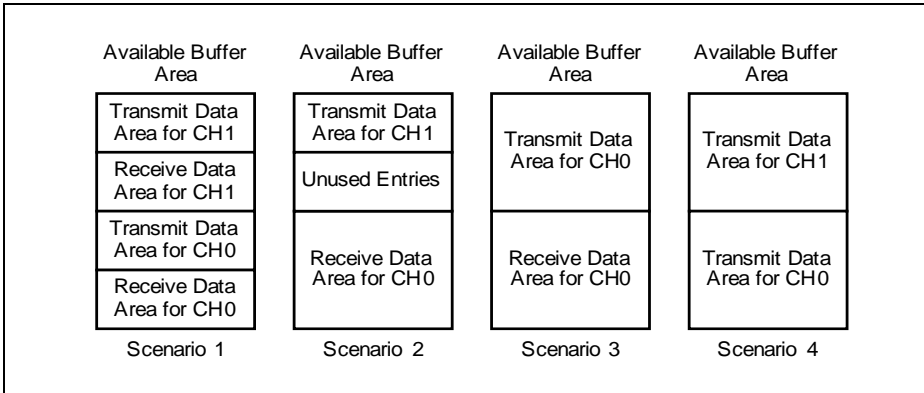 Available Buffer
Area
Transmit Data
Area for CH1
Receive Data
Area for CH1
Transmit Data
Area for CH0
Receive Data
Area for CH0
Scenario 1
Available Buffer
Area
Transmit Data
Area for CH1
Unused Entries
Receive Data
Area for CH0
Scenario 2
Available Buffer
Area
Transmit Data
Area for CH0
Receive Data
Area for CH0
Scenario 3
Available Buffer
Area
Transmit Data
Area for CH1
Transmit Data
Area for CH0
Scenario 4